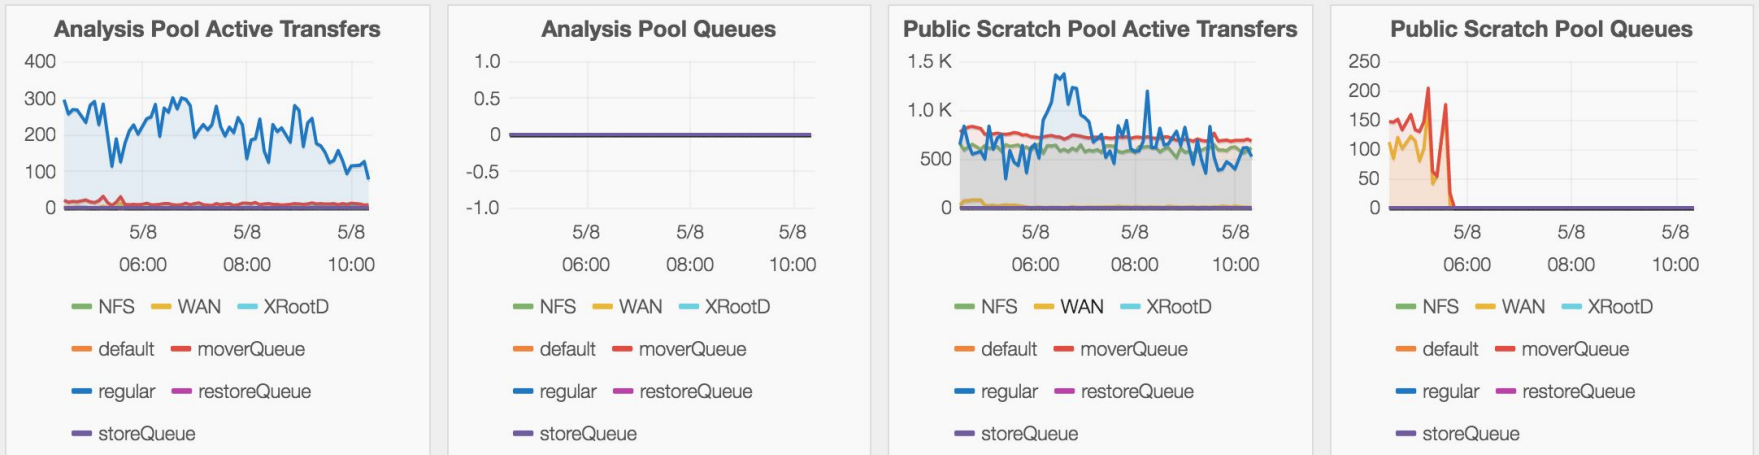 Analysis Pool Active Transfers
400
300
200
100
0
5/8 5/8 5/8
06:00 08:00 10:00
NFS WAN XRootD
default moverQueue
regular restoreQueue
storeQueue
Analysis Pool Queues
1.0
0.5
0
-0.5
-1.0
5/8 5/8 5/8
06:00 08:00 10:00
NFS WAN XRootD
default moverQueue
regular restoreQueue
storeQueue
Public Scratch Pool Active Transfers
1.5 K
1.0 K
500
0
5/8 5/8 5/8
06:00 08:00 10:00
NFS WAN XRootD
default moverQueue
regular restoreQueue
storeQueue
Public Scratch Pool Queues
250
200
150
100
50
0
5/8 5/8 5/8
06:00 08:00 10:00
NFS WAN XRootD
default moverQueue
regular restoreQueue
storeQueue